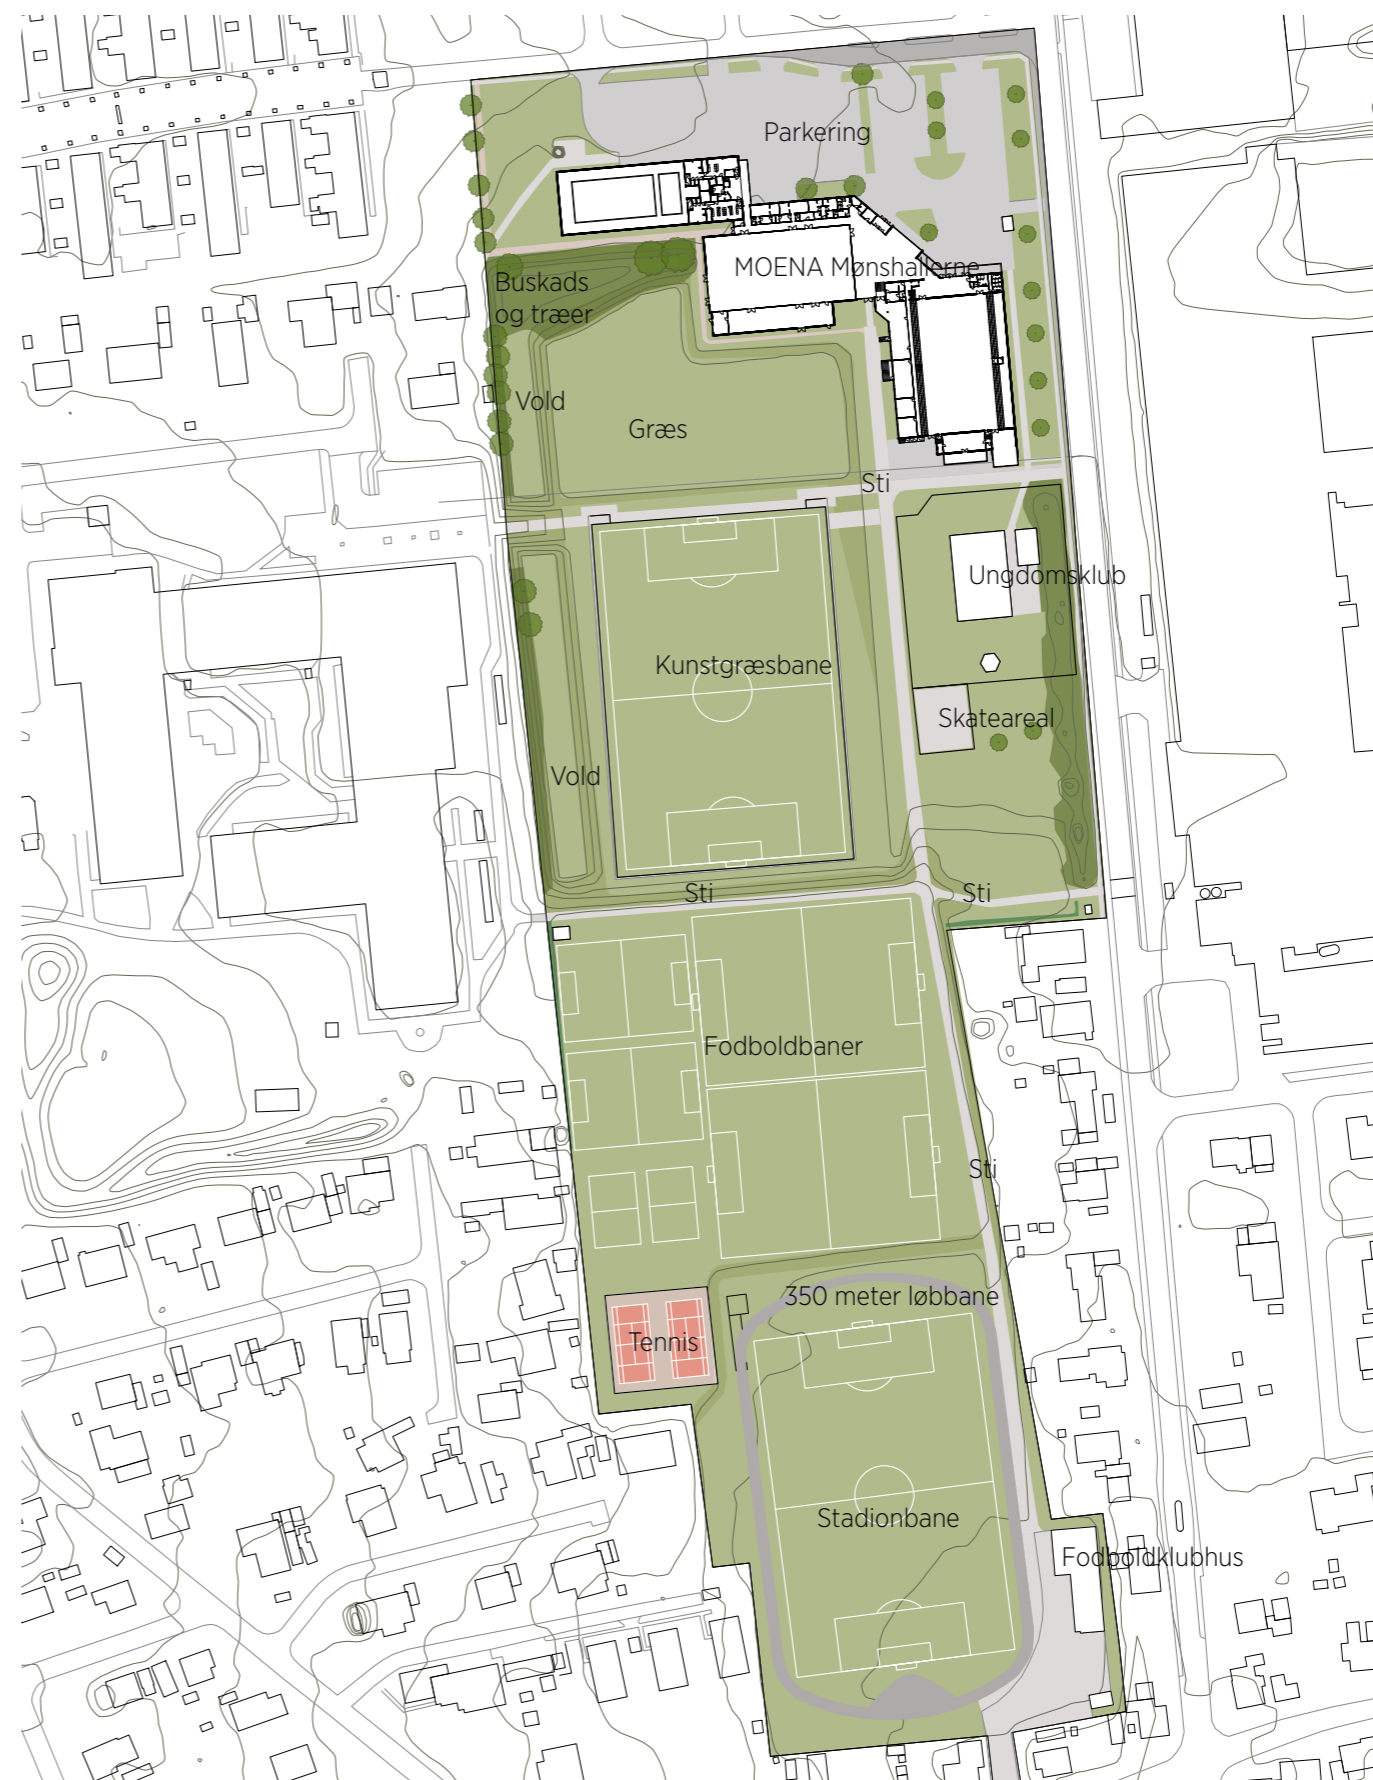 Parkering
MOENA Mønshallerne
Buskads
og træer
Vold
Græs
Sti
Ungdomsklub
Kunstgræsbane
Skateareal
Vold
Sti
Sti
Fodboldbaner
Sti
350 meter løbbane
Tennis
Stadionbane
Fodboldklubhus